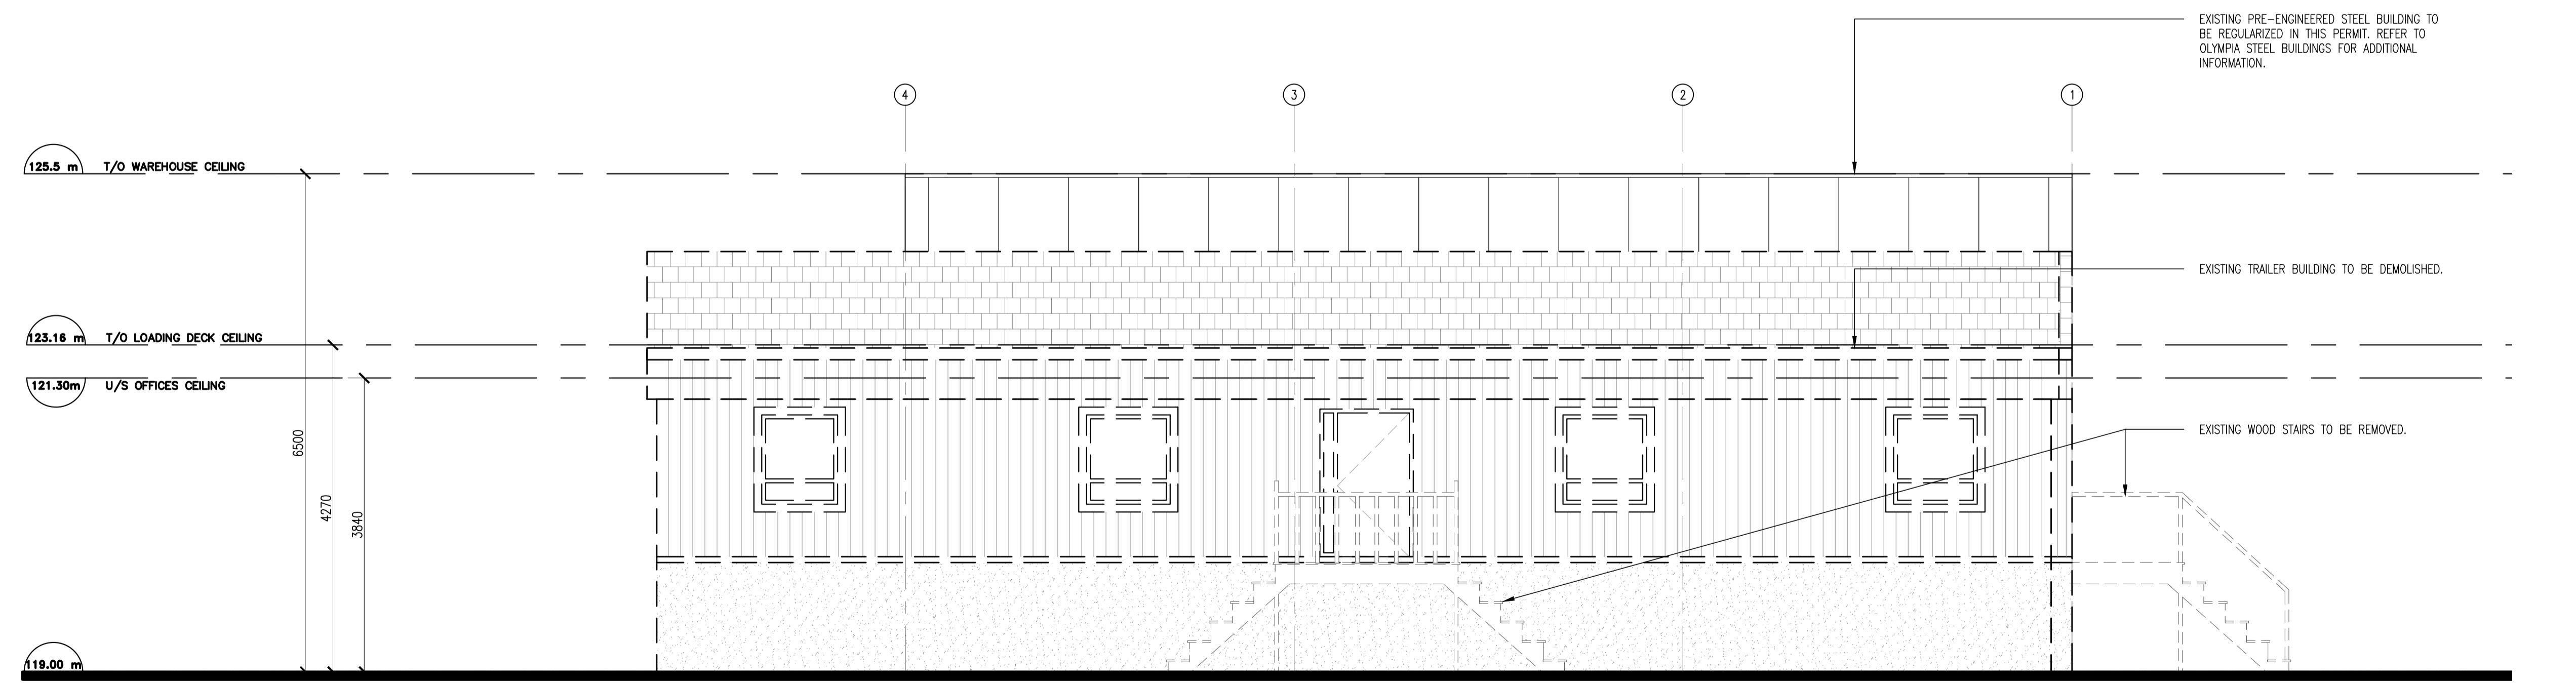 EXISTING PRE-ENGINEERED STEEL BUILDING TO
BE REGULARIZED IN THIS PERMIT. REFER TO
OLYMPIA STEEL BUILDINGS FOR ADDITIONAL
INFORMATION.
4
3
2
1
125.5 m T/O WAREHOUSE CEILING
EXISTING TRAILER BUILDING TO BE DEMOLISHED.
123.16 m T/O LOADING DECK CEILING
121.30m U/S OFFICES CEILING
EXISTING WOOD STAIRS TO BE REMOVED.
6500
4270
3840
119.00 m